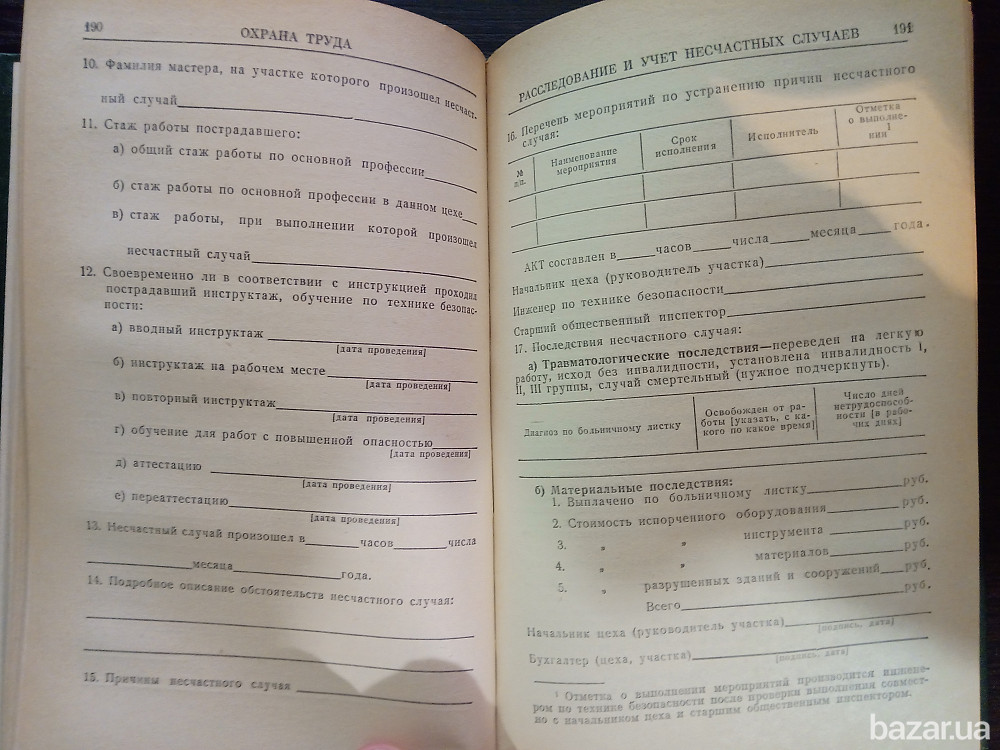 190
ОХРАНА ТРУДА
10. Фамилия мастера, на участке которого произошел несчаст.
ный случай
11. Стаж работы пострадавшего:
а) общий стаж работы по основной профессии
б) стаж работы по основной профессии в данном цехе
в) стаж работы, при выполнении которой произошел
несчастный случай
12. Своевременно ли в соответствии с инструкцией проходил
пострадавший инструктаж, обучение по технике безопас-
ности:
а) вводный инструктаж
[дата проведения]
б) инструктаж на рабочем месте
[дата проведения]
в) повторный инструктаж
[дата проведения]
г) обучение для работ с повышенной опасностью
[дата проведения]
д) аттестацию
[дата проведения]
е) переаттестацию
[дата проведения]
13. Несчастный случай произошел в часов числа
месяца года.
14. Подробное описание обстоятельств несчастного случая:
15. Причины несчастного случая
РАССЛЕДОВАНИЕ И УЧЕТ НЕСЧАСТНЫХ СЛУЧАЕВ
191
16. Перечень мероприятий по устранению причин несчастного
случая:
№ п/п.
Наименование мероприятия
Срок исполнения
Исполнитель
Отметка о выполне-нии 1
АКТ составлен в часов числа месяца года.
Начальник цеха (руководитель участка)
Инженер по технике безопасности
Старший общественный инспектор
17. Последствия несчастного случая:
а) Травматологические последствия—переведен на легкую
работу, исход без инвалидности, установлена инвалидность I,
II, III группы, случай смертельный (нужное подчеркнуть).
Диагноз по больничному листку
Освобожден от ра-боты [указать, с ка-кого по какое время]
Число дней нетрудоспособ-ности [в рабо-чих днях]
б) Материальные последствия:
1. Выплачено по больничному листку руб.
2. Стоимость испорченного оборудования руб.
3. „ „ инструмента руб.
4. „ „ материалов руб.
5. „ разрушенных зданий и сооружений руб.
Всего руб.
Начальник цеха (руководитель участка)
[подпись, дата]
Бухгалтер (цеха, участка)
[подпись, дата]
1 Отметка о выполнении мероприятий производится инжене-
ром по технике безопасности после проверки выполнения совмест-
но с начальником цеха и старшим общественным инспектором.
bazar.ua